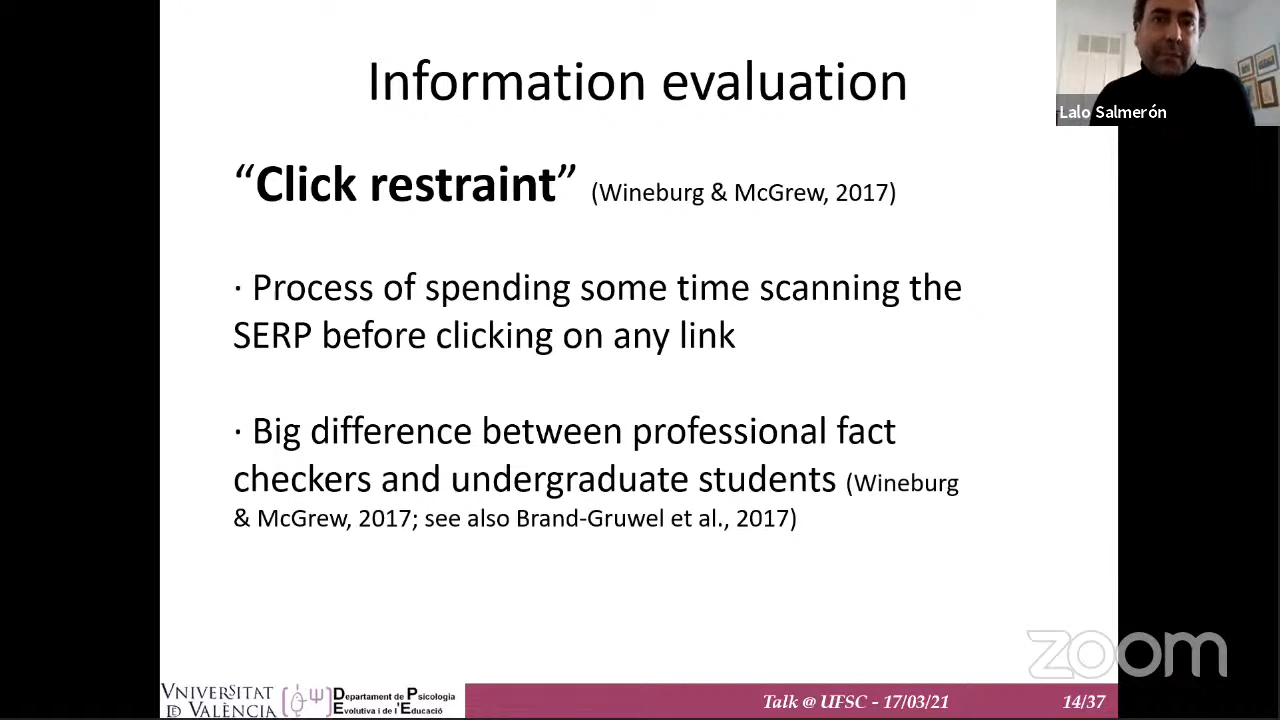 Information evaluation
Lalo Salmerón
“Click restraint” (Wineburg & McGrew, 2017)
· Process of spending some time scanning the
SERP before clicking on any link
· Big difference between professional fact
checkers and undergraduate students (Wineburg
& McGrew, 2017; see also Brand-Gruwel et al., 2017)
zoom
VNIVERSITAT
D VALÈNCIA
Departament de Psicologia
Evolutiva i de l'Educació
Talk @ UFSC - 17/03/21
14/37